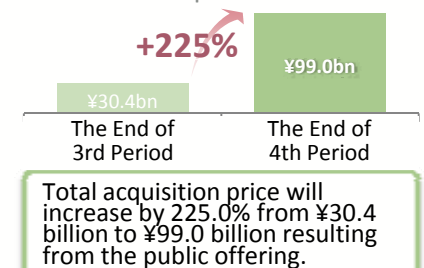 +225%
¥99.0bn
¥30.4bn
The End of
3rd Period
The End of
4th Period
Total acquisition price will
increase by 225.0% from ¥30.4
billion to ¥99.0 billion resulting
from the public offering.